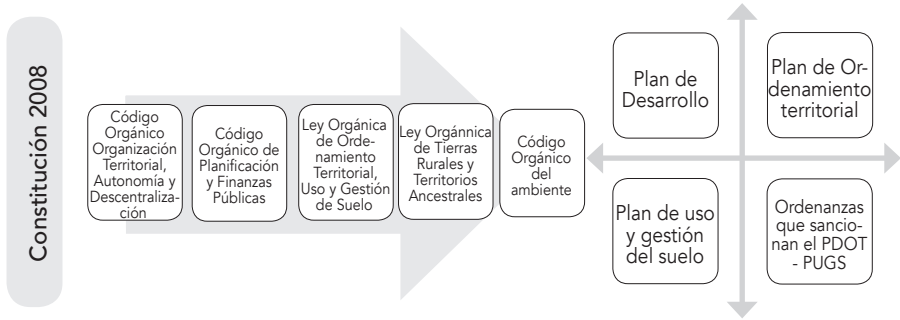 Constitución 2008
Código
Orgánico
Organización
Territorial,
Autonomía y
Descentraliza-
ción
Código
Orgánico de
Planificación
y Finanzas
Públicas
Ley Orgánica
de Orde-
namiento
Territorial,
Uso y Gestión
de Suelo
Ley Orgánnica
de Tierras
Rurales y
Territorios
Ancestrales
Código
Orgánico
del
ambiente
Plan de
Desarrollo
Plan de Or-
denamiento
territorial
Plan de uso
y gestión
del suelo
Ordenanzas
que sancio-
nan el PDOT
- PUGS